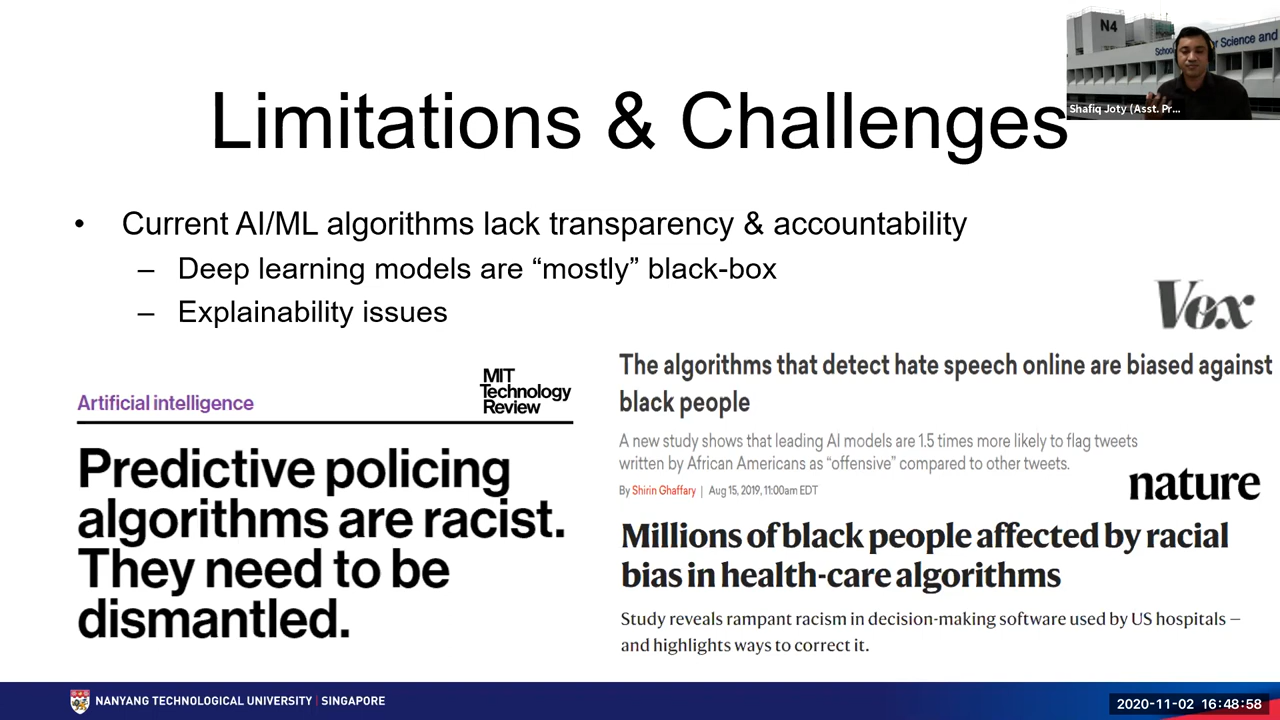 N4
School
r Science and
Shafiq Joty (Asst. Pr...
Limitations & Challenges
• Current AI/ML algorithms lack transparency & accountability
– Deep learning models are “mostly” black-box
– Explainability issues
Artificial intelligence
MIT
Technology
Review
Predictive policing
algorithms are racist.
They need to be
dismantled.
Vox
The algorithms that detect hate speech online are biased against
black people
A new study shows that leading AI models are 1.5 times more likely to flag tweets
written by African Americans as “offensive” compared to other tweets.
By Shirin Ghaffary | Aug 15, 2019, 11:00am EDT
nature
Millions of black people affected by racial
bias in health-care algorithms
Study reveals rampant racism in decision-making software used by US hospitals —
and highlights ways to correct it.
NANYANG TECHNOLOGICAL UNIVERSITY | SINGAPORE
2020-11-02 16:48:58